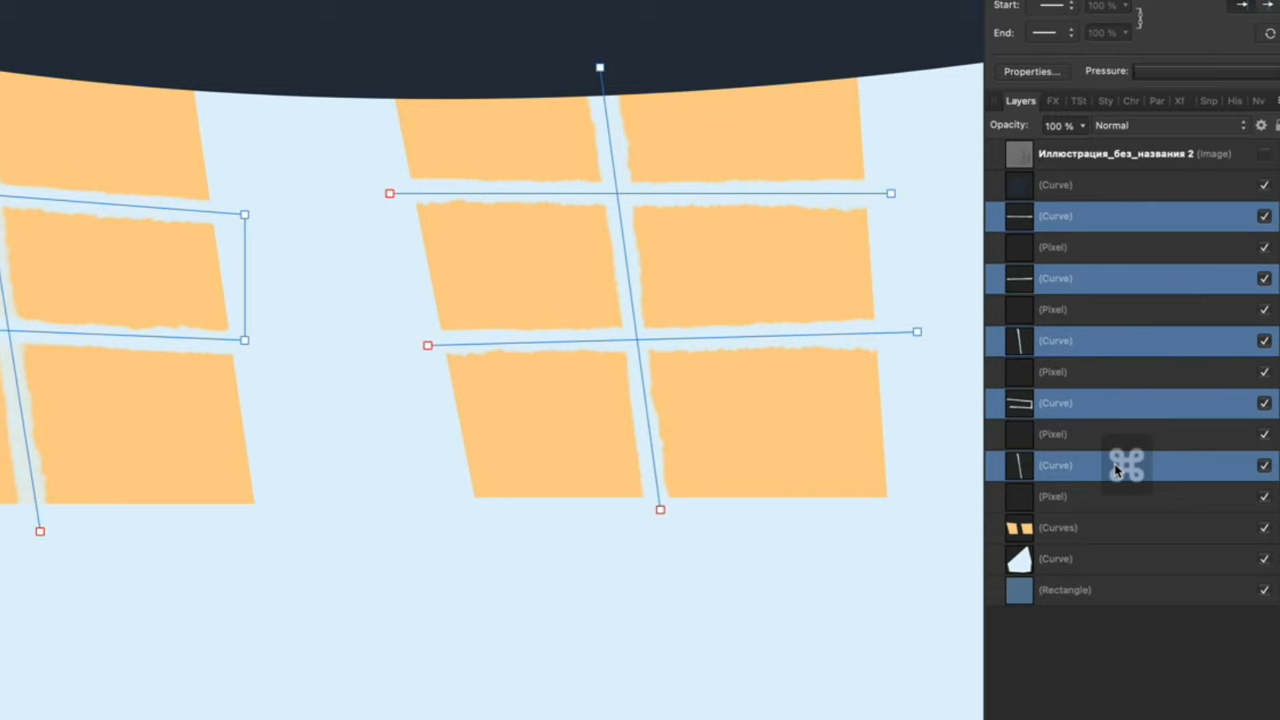 Start: 100 %
End: 100 %
Properties... Pressure:
Layers FX TSt Sty Chr Par Xf Snp His Nv
Opacity: 100 % Normal
Иллюстрация_без_названия 2 (Image)
(Curve)
(Curve)
(Pixel)
(Curve)
(Pixel)
(Curve)
(Pixel)
(Curve)
(Pixel)
(Curve)
(Pixel)
(Curves)
(Curve)
(Rectangle)